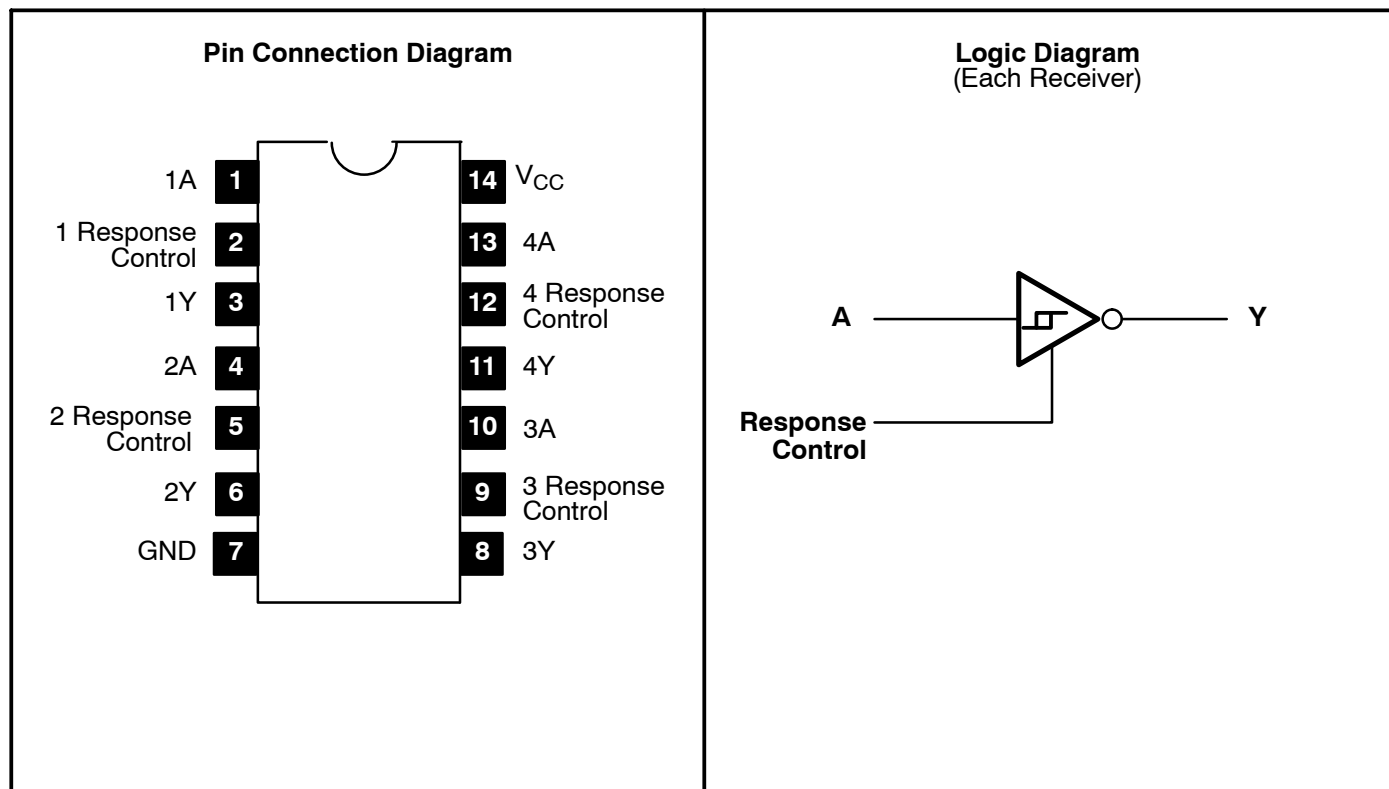 Pin Connection Diagram
1A 1
1 Response
Control 2
1Y 3
2A 4
2 Response
Control 5
2Y 6
GND 7
14 VCC
13 4A
12 4 Response
Control
11 4Y
10 3A
9 3 Response
Control
8 3Y
Logic Diagram
(Each Receiver)
A
Y
Response
Control